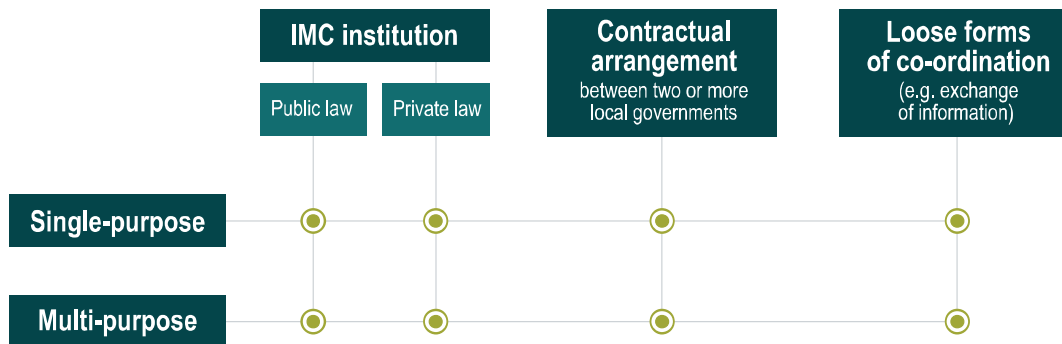 IMC institution
Public law
Private law
Contractual
arrangement
between two or more
local governments
Loose forms
of co-ordination
(e.g. exchange
of information)
Single-purpose
Multi-purpose